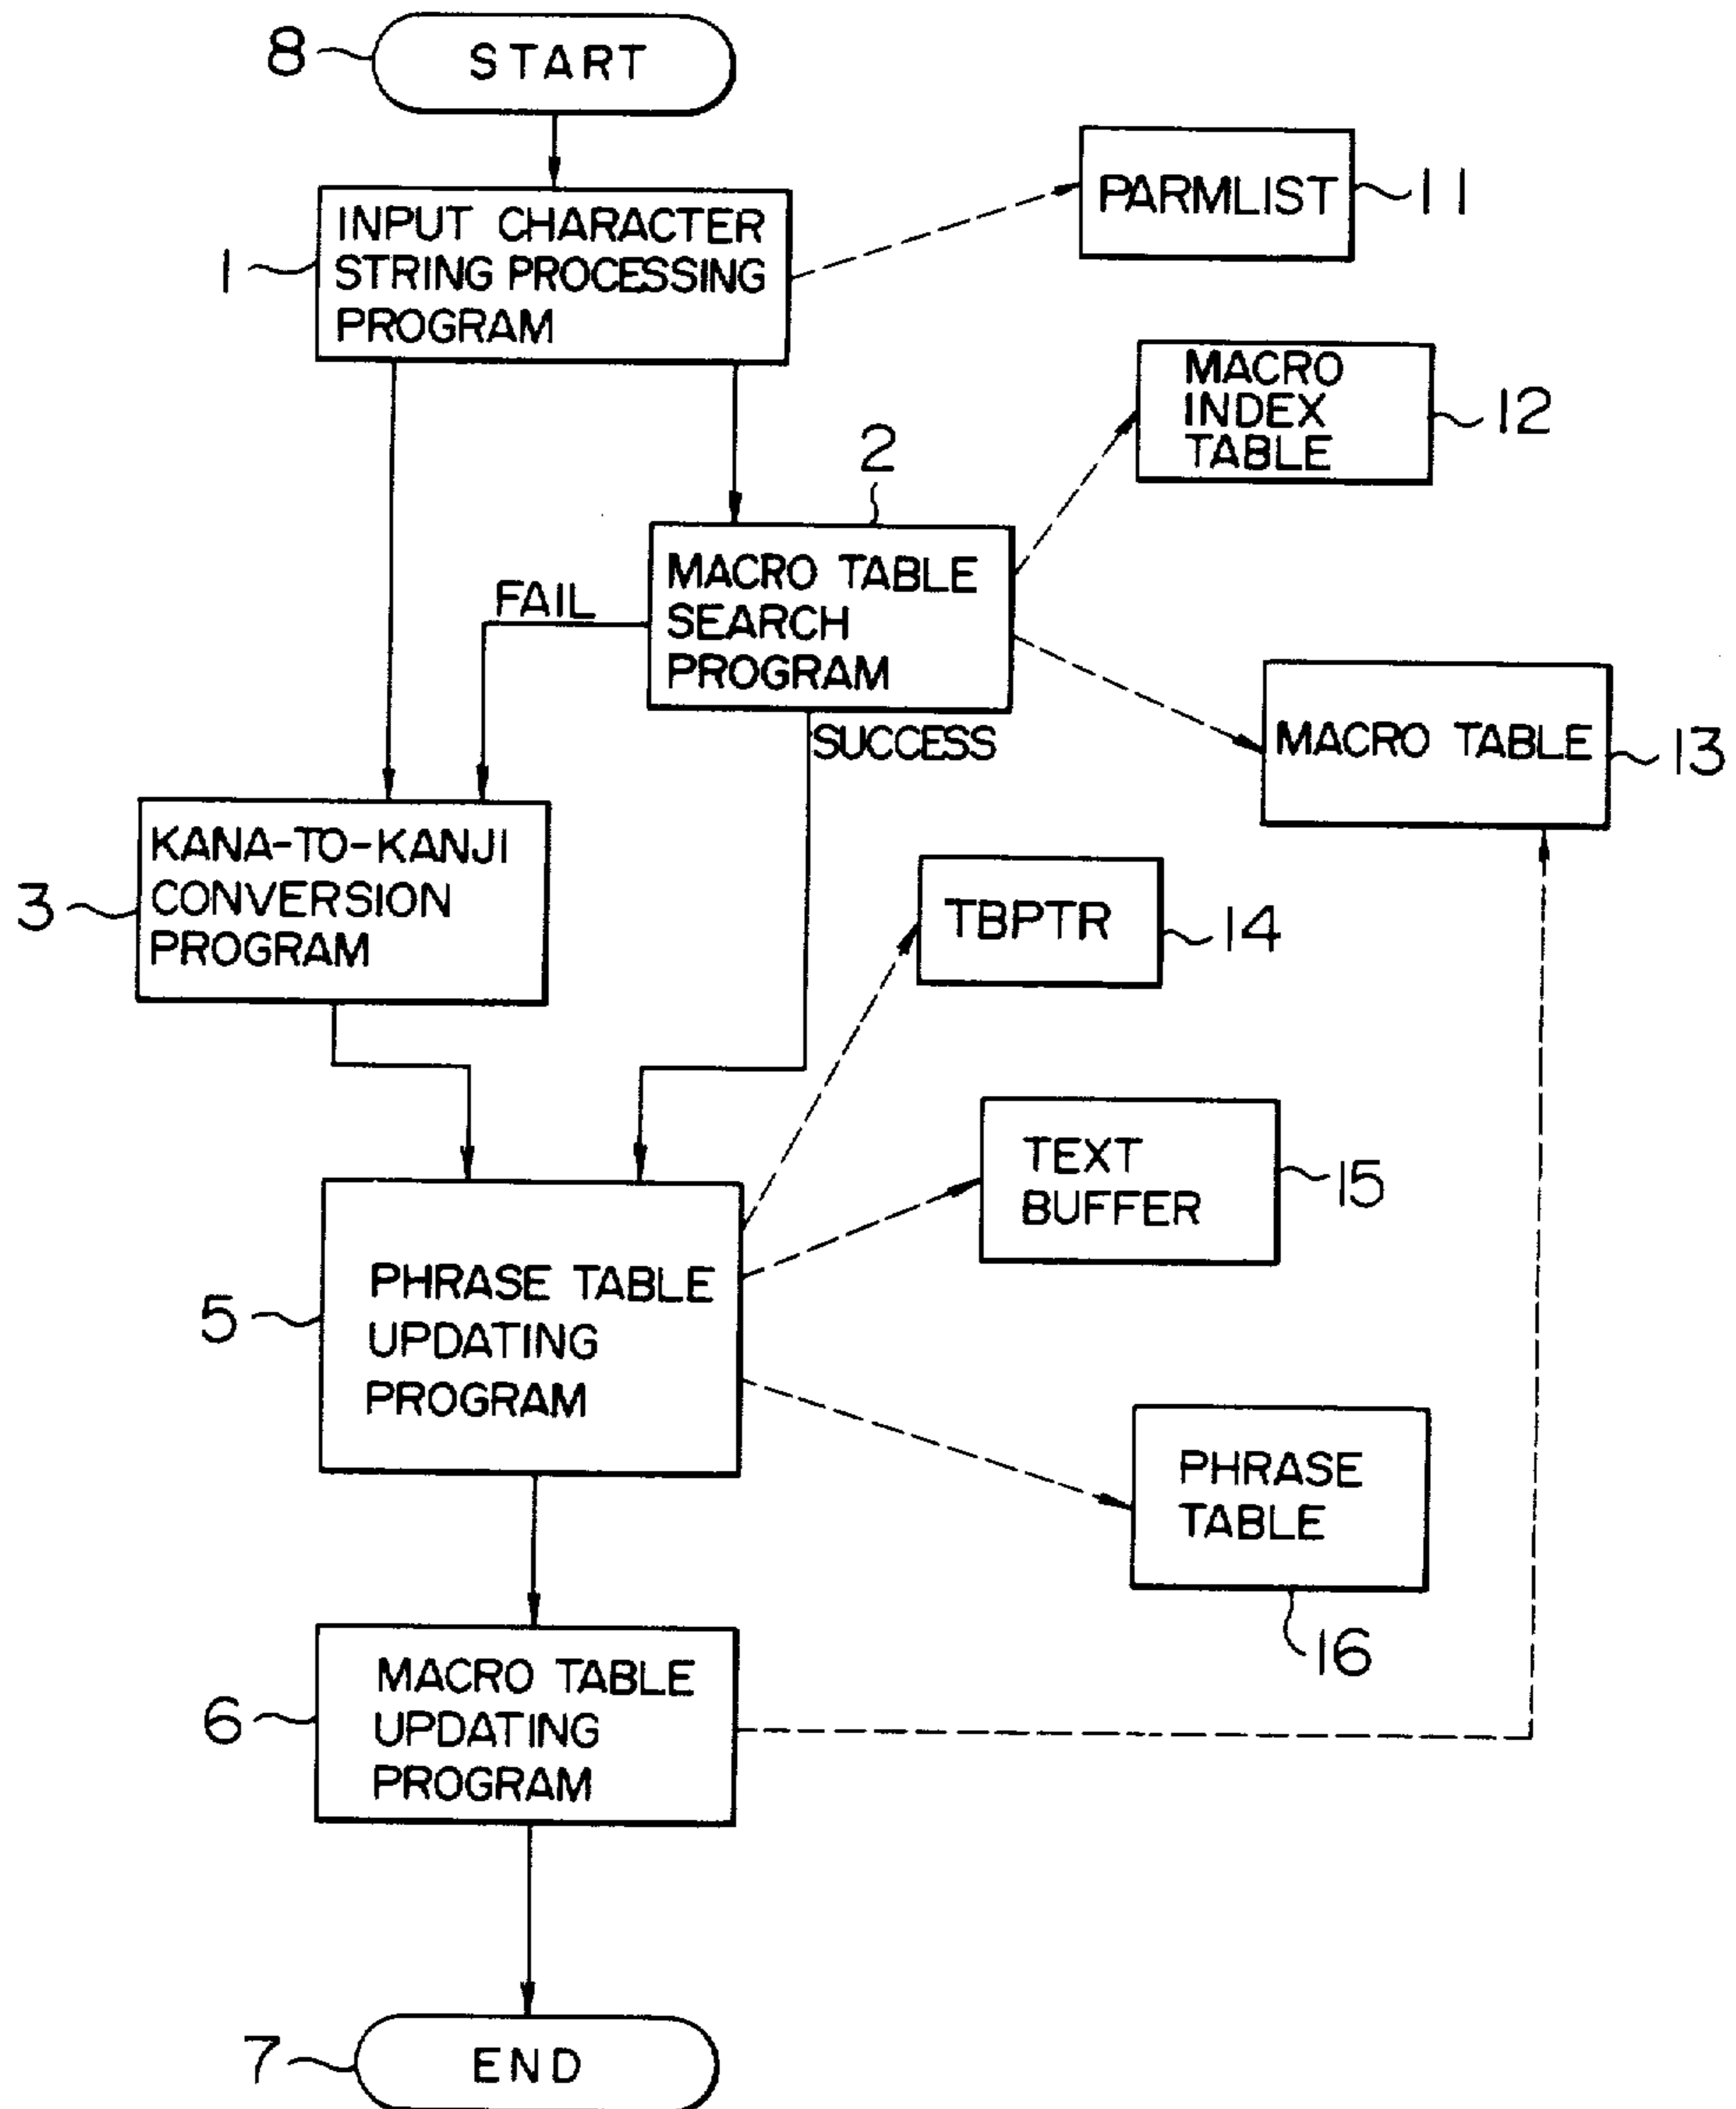 8
START
PARMLIST
11
INPUT CHARACTER
STRING PROCESSING
PROGRAM
1
MACRO
INDEX
TABLE
12
2
MACRO TABLE
SEARCH
PROGRAM
FAIL
SUCCESS
MACRO TABLE
13
KANA-TO-KANJI
CONVERSION
PROGRAM
3
TBPTR
14
TEXT
BUFFER
15
PHRASE TABLE
UPDATING
PROGRAM
5
PHRASE
TABLE
16
MACRO TABLE
UPDATING
PROGRAM
6
7
END